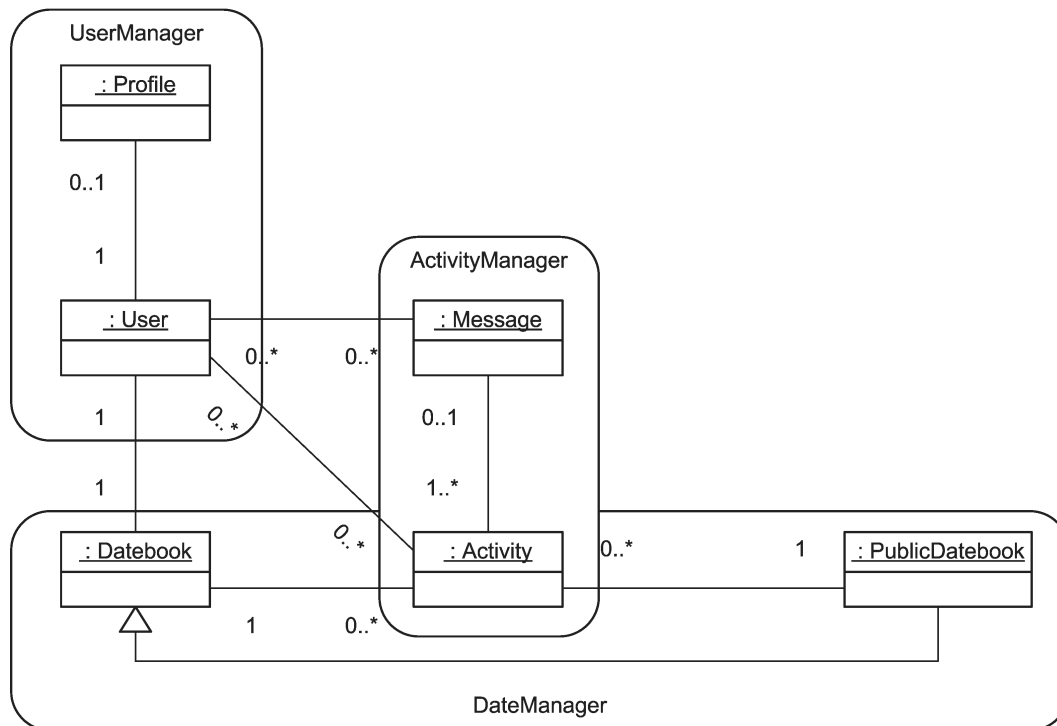 UserManager
: Profile
0..1
1
ActivityManager
: User
: Message
0..*
0..*
1
0..*
0..1
1
1..*
0..*
: Datebook
: Activity
0..*
1
: PublicDatebook
1
0..*
DateManager